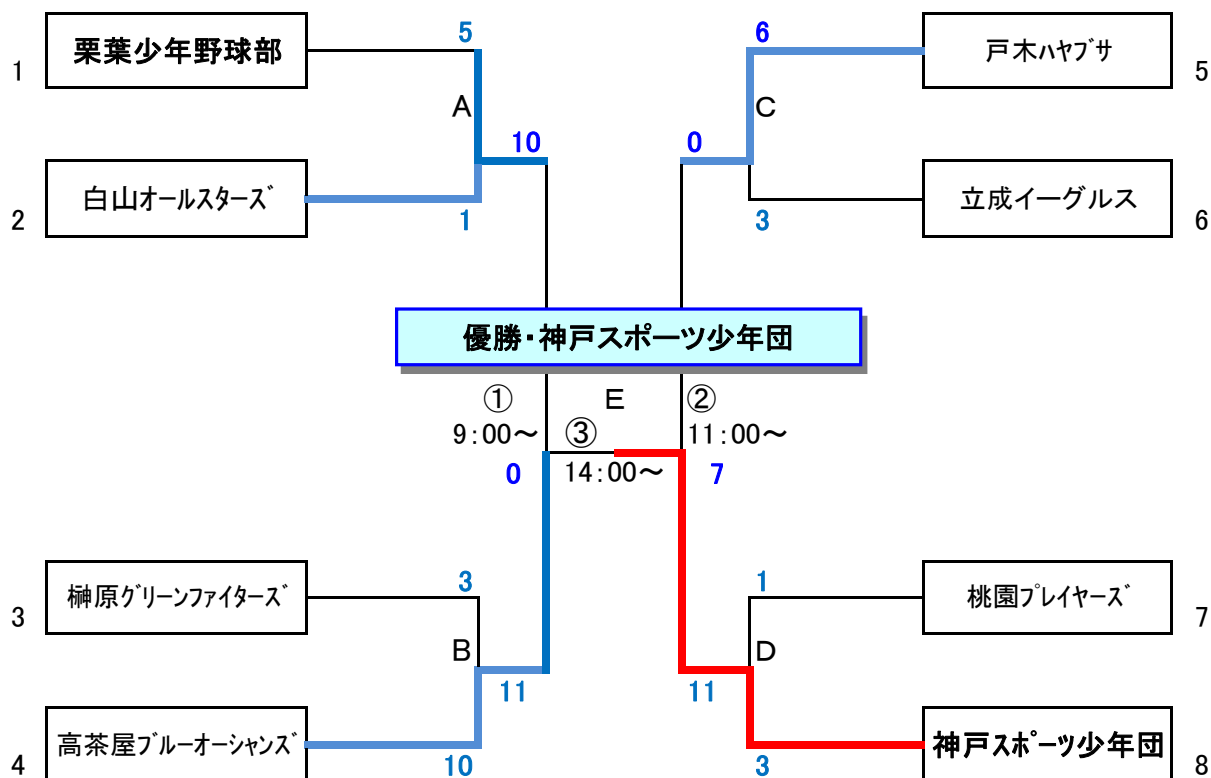 5
6
栗葉少年野球部
戸木ﾊﾔﾌﾞｻ
1
5
A
C
10
0
白山オールスターズ
立成イーグルス
2
1
3
6
優勝・神戸スポーツ少年団
①
E
②
9:00～
③
11:00～
0
14:00～
7
3
1
榊原グリーンファイターズ
桃園プレイヤーズ
3
7
B
D
11
11
高茶屋ブルーオーシャンズ
神戸スポーツ少年団
4
10
3
8